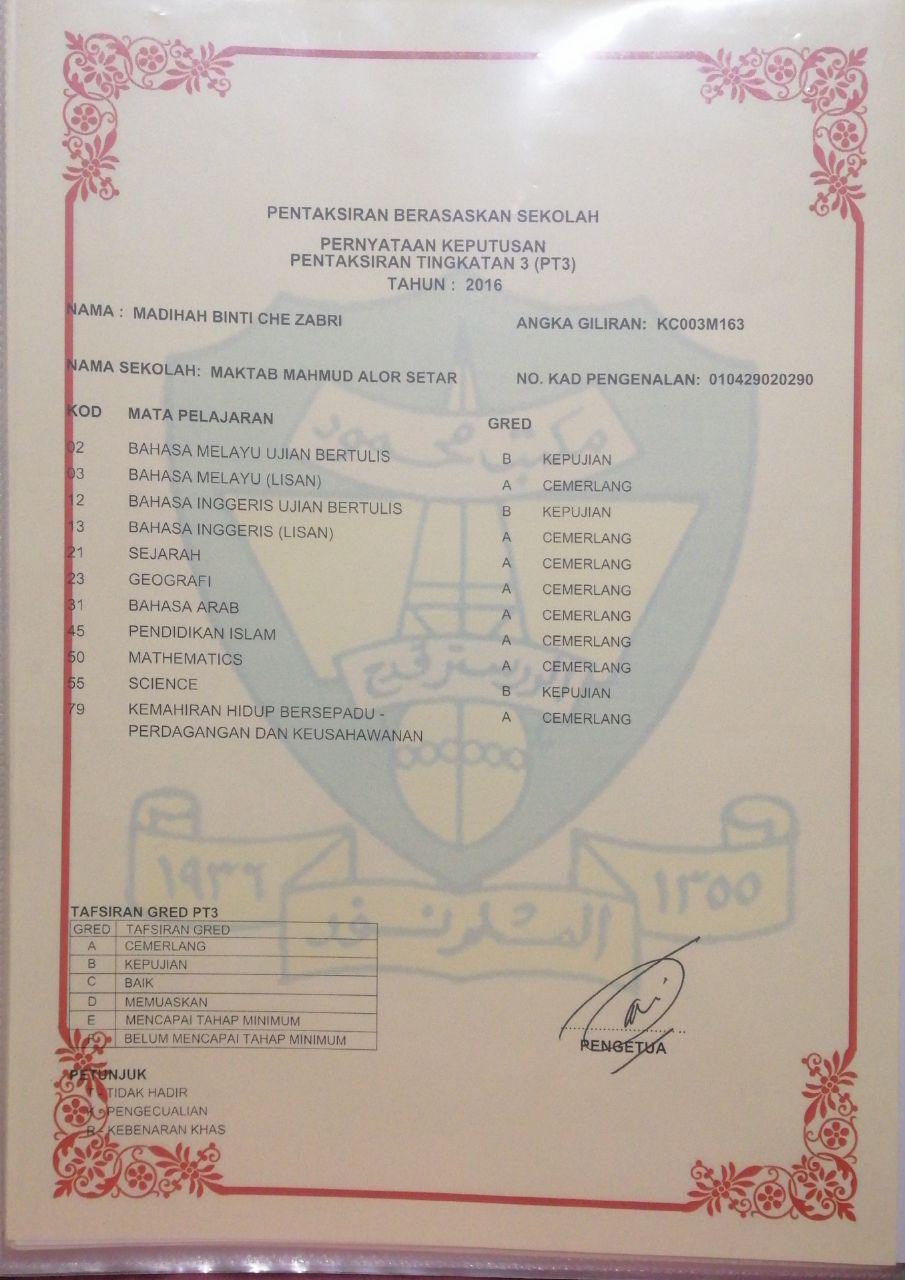 PENTAKSIRAN BERASASKAN SEKOLAH
PERNYATAAN KEPUTUSAN
PENTAKSIRAN TINGKATAN 3 (PT3)
TAHUN : 2016
NAMA : MADIHAH BINTI CHE ZABRI
ANGKA GILIRAN: KC003M163
NAMA SEKOLAH: MAKTAB MAHMUD ALOR SETAR
NO. KAD PENGENALAN: 010429020290
KOD MATA PELAJARAN GRED
02 BAHASA MELAYU UJIAN BERTULIS B KEPUJIAN
03 BAHASA MELAYU (LISAN) A CEMERLANG
12 BAHASA INGGERIS UJIAN BERTULIS B KEPUJIAN
13 BAHASA INGGERIS (LISAN) A CEMERLANG
21 SEJARAH A CEMERLANG
23 GEOGRAFI A CEMERLANG
31 BAHASA ARAB A CEMERLANG
45 PENDIDIKAN ISLAM A CEMERLANG
50 MATHEMATICS A CEMERLANG
55 SCIENCE B KEPUJIAN
79 KEMAHIRAN HIDUP BERSEPADU - A CEMERLANG
PERDAGANGAN DAN KEUSAHAWANAN
مكتب محمود
١٩٣٦
١٣٥٥
TAFSIRAN GRED PT3
GRED TAFSIRAN GRED
A CEMERLANG
B KEPUJIAN
C BAIK
D MEMUASKAN
E MENCAPAI TAHAP MINIMUM
F BELUM MENCAPAI TAHAP MINIMUM
PENGETUA
PETUNJUK
T - TIDAK HADIR
K - PENGECUALIAN
R - KEBENARAN KHAS